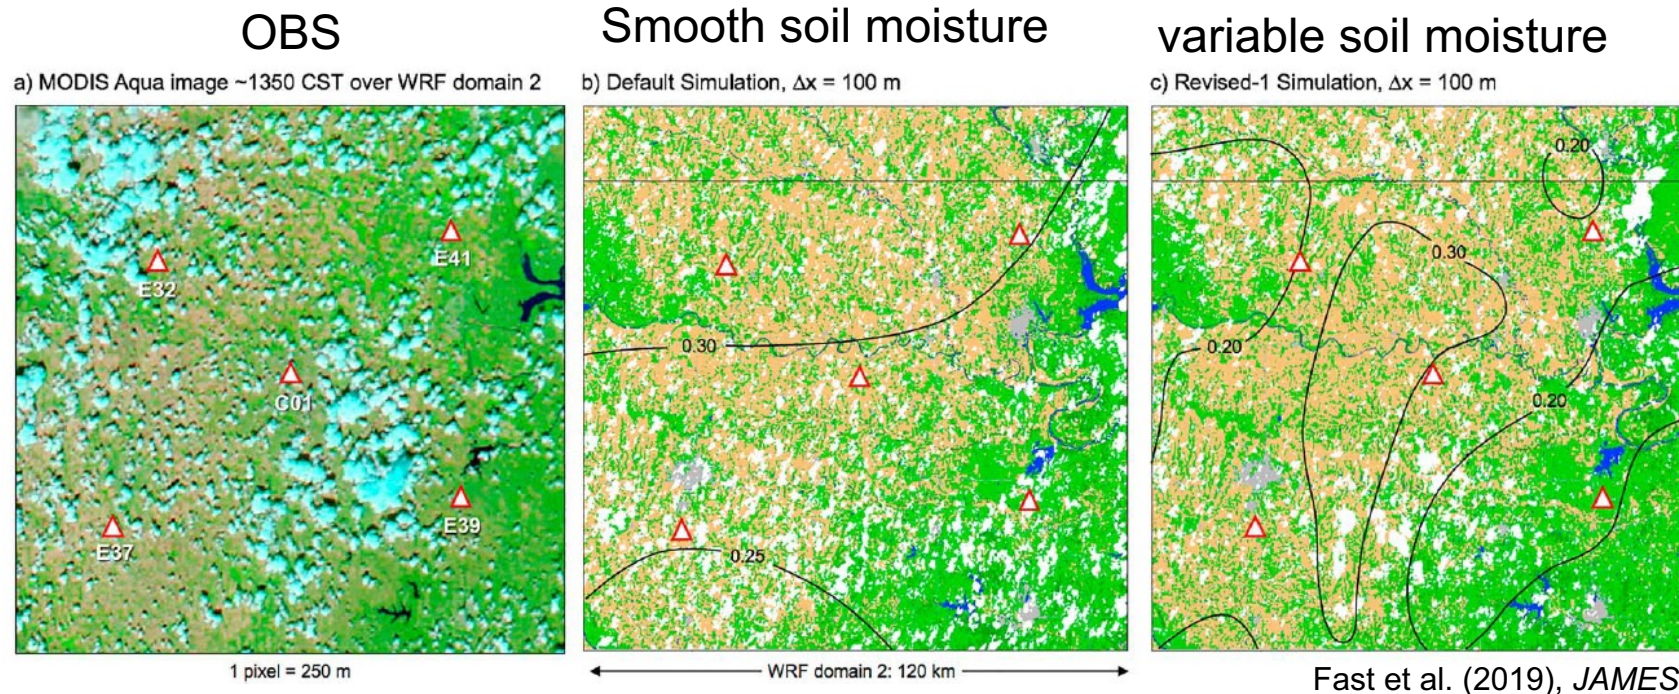 OBS
Smooth soil moisture
variable soil moisture
a) MODIS Aqua image ~1350 CST over WRF domain 2
b) Default Simulation, Δx = 100 m
c) Revised-1 Simulation, Δx = 100 m
E41
E32
C01
E39
E37
1 pixel = 250 m
0.30
0.25
WRF domain 2: 120 km
0.20
0.30
0.20
0.20
Fast et al. (2019), JAMES